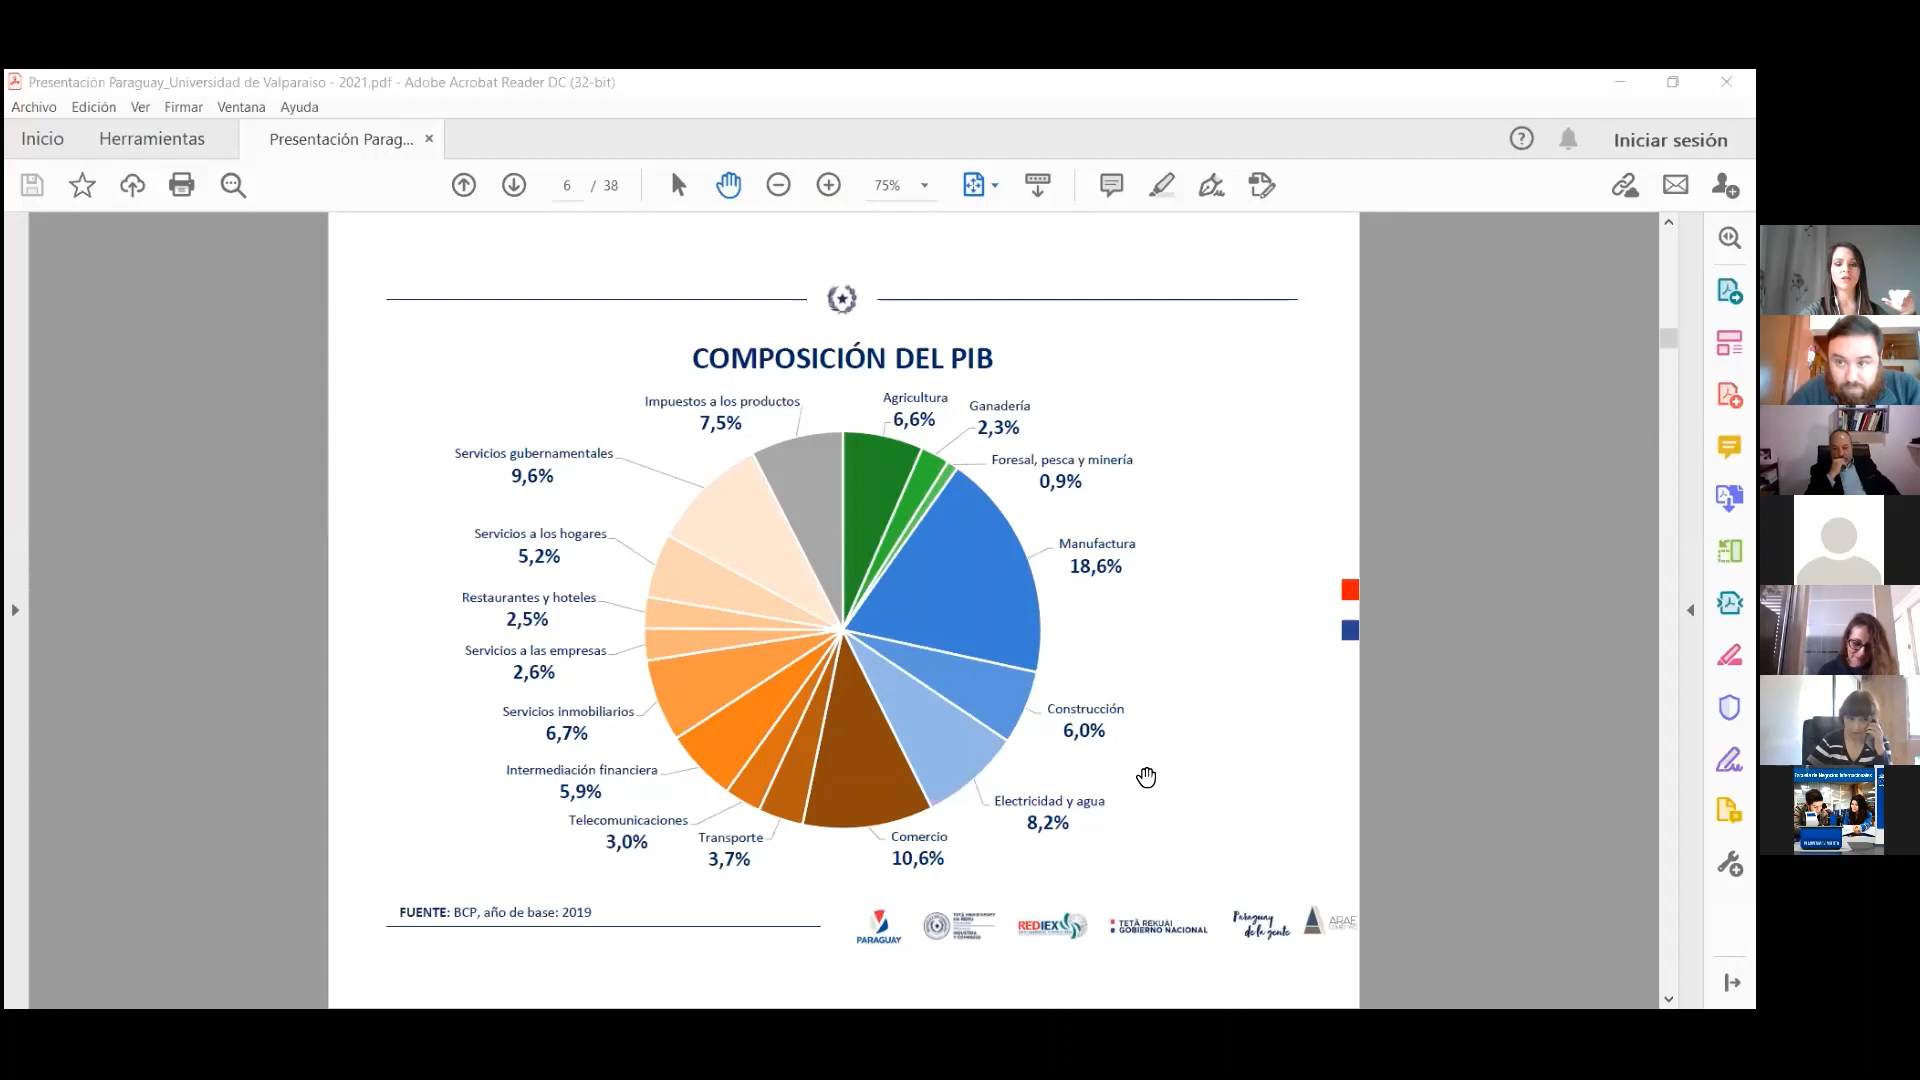 Presentación Paraguay_Universidad de Valparaiso - 2021.pdf - Adobe Acrobat Reader DC (32-bit)
Archivo Edición Ver Firmar Ventana Ayuda
Inicio Herramientas Presentación Parag... × Iniciar sesión
6 / 38 75%
COMPOSICIÓN DEL PIB
Impuestos a los productos
7,5%
Agricultura
6,6%
Ganadería
2,3%
Foresal, pesca y minería
0,9%
Servicios gubernamentales
9,6%
Servicios a los hogares
5,2%
Manufactura
18,6%
Restaurantes y hoteles
2,5%
Servicios a las empresas
2,6%
Servicios inmobiliarios
6,7%
Construcción
6,0%
Intermediación financiera
5,9%
Electricidad y agua
8,2%
Telecomunicaciones
3,0%
Transporte
3,7%
Comercio
10,6%
FUENTE: BCP, año de base: 2019
PARAGUAY
REDIEX
TETÃ REKUÁI
GOBIERNO NACIONAL
Paraguay
de la gente
Escuela de Negocios Internacionales